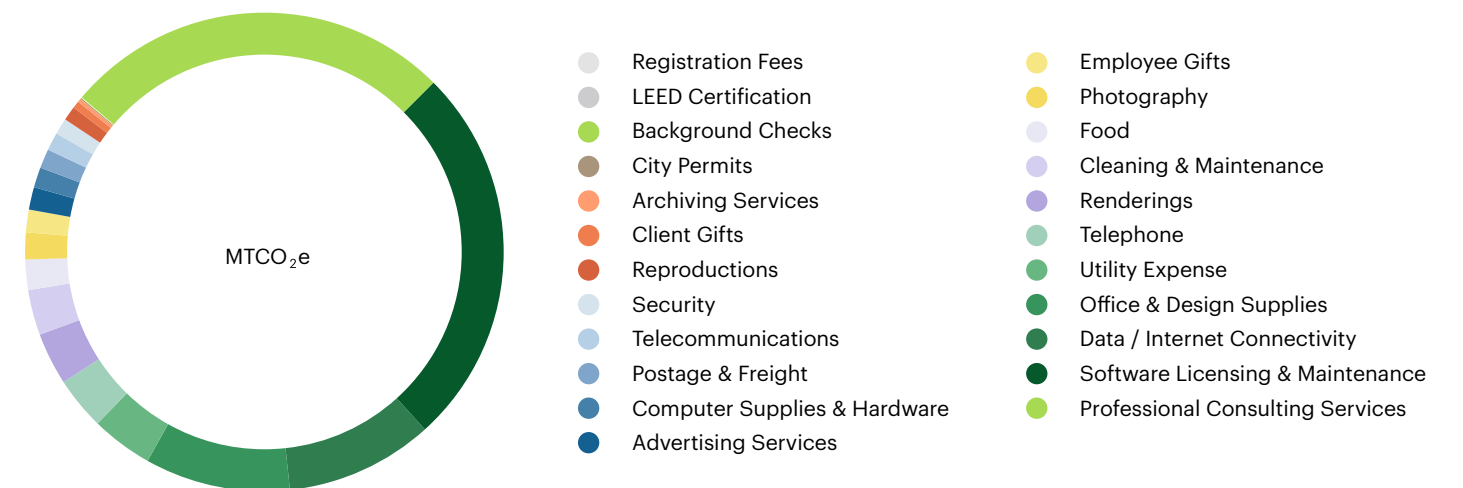 MTCO₂e
Registration Fees
LEED Certification
Background Checks
City Permits
Archiving Services
Client Gifts
Reproductions
Security
Telecommunications
Postage & Freight
Computer Supplies & Hardware
Advertising Services
Employee Gifts
Photography
Food
Cleaning & Maintenance
Renderings
Telephone
Utility Expense
Office & Design Supplies
Data / Internet Connectivity
Software Licensing & Maintenance
Professional Consulting Services